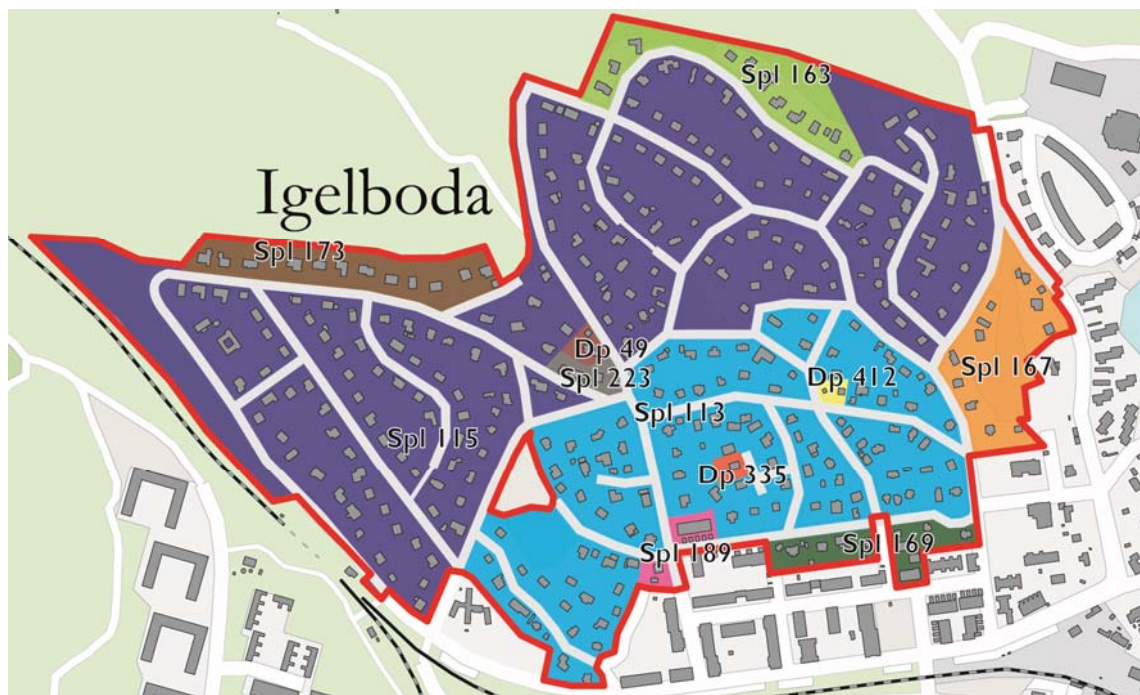 Spl 163
Igelboda
Spl 173
Dp 49
Spl 223
Dp 412
Spl 167
Spl 113
Spl 115
Dp 335
Spl 189
Spl 169